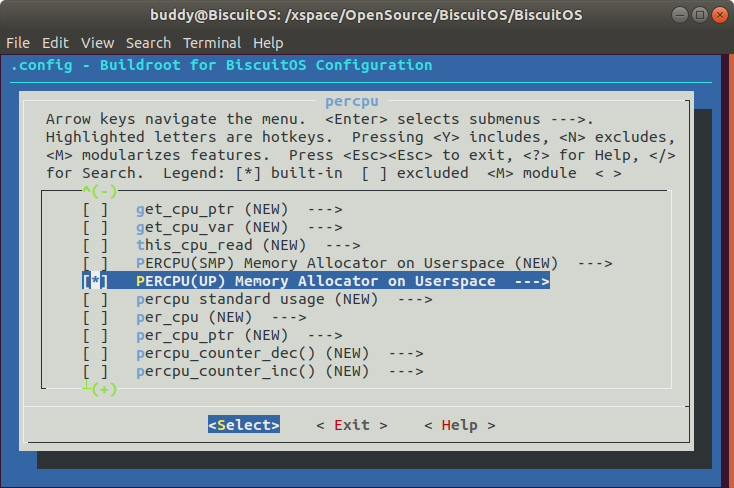 buddy@BiscuitOS: /xspace/OpenSource/BiscuitOS/BiscuitOS
File Edit View Search Terminal Help
.config - Buildroot for BiscuitOS Configuration
percpu
Arrow keys navigate the menu. <Enter> selects submenus --->.
Highlighted letters are hotkeys. Pressing <Y> includes, <N> excludes,
<M> modularizes features. Press <Esc><Esc> to exit, <?> for Help, </>
for Search. Legend: [*] built-in [ ] excluded <M> module < >
^(-)
[ ] get_cpu_ptr (NEW) --->
[ ] get_cpu_var (NEW) --->
[ ] this_cpu_read (NEW) --->
[ ] PERCPU(SMP) Memory Allocator on Userspace (NEW) --->
[*] PERCPU(UP) Memory Allocator on Userspace --->
[ ] percpu standard usage (NEW) --->
[ ] per_cpu (NEW) --->
[ ] per_cpu_ptr (NEW) --->
[ ] percpu_counter_dec() (NEW) --->
[ ] percpu_counter_inc() (NEW) --->
┴(+)
<Select> < Exit > < Help >